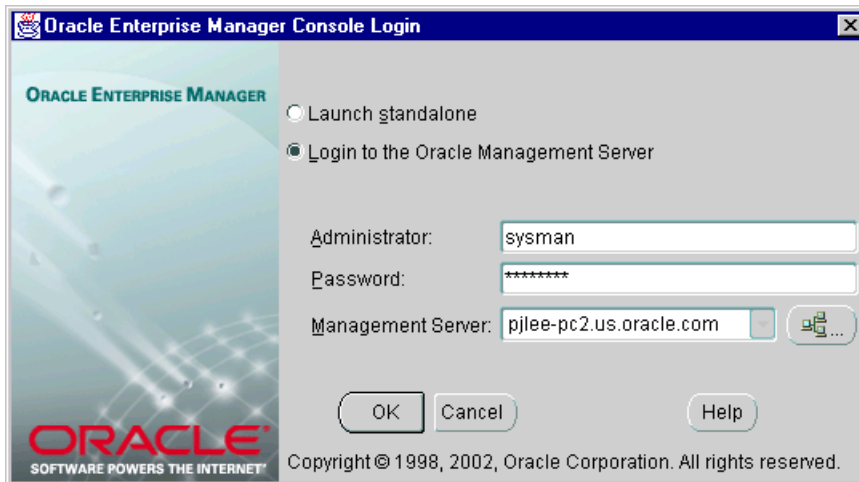 Oracle Enterprise Manager Console Login
ORACLE ENTERPRISE MANAGER
Launch standalone
Login to the Oracle Management Server
Administrator: sysman
Password: ********
Management Server: pjlee-pc2.us.oracle.com
...
OK Cancel Help
ORACLE
SOFTWARE POWERS THE INTERNET™
Copyright © 1998, 2002, Oracle Corporation. All rights reserved.